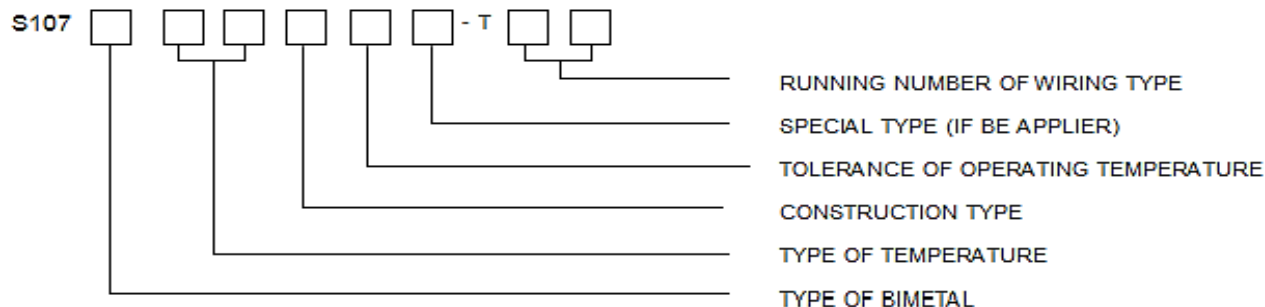 S107 - T
RUNNING NUMBER OF WIRING TYPE
SPECIAL TYPE (IF BE APPLIER)
TOLERANCE OF OPERATING TEMPERATURE
CONSTRUCTION TYPE
TYPE OF TEMPERATURE
TYPE OF BIMETAL